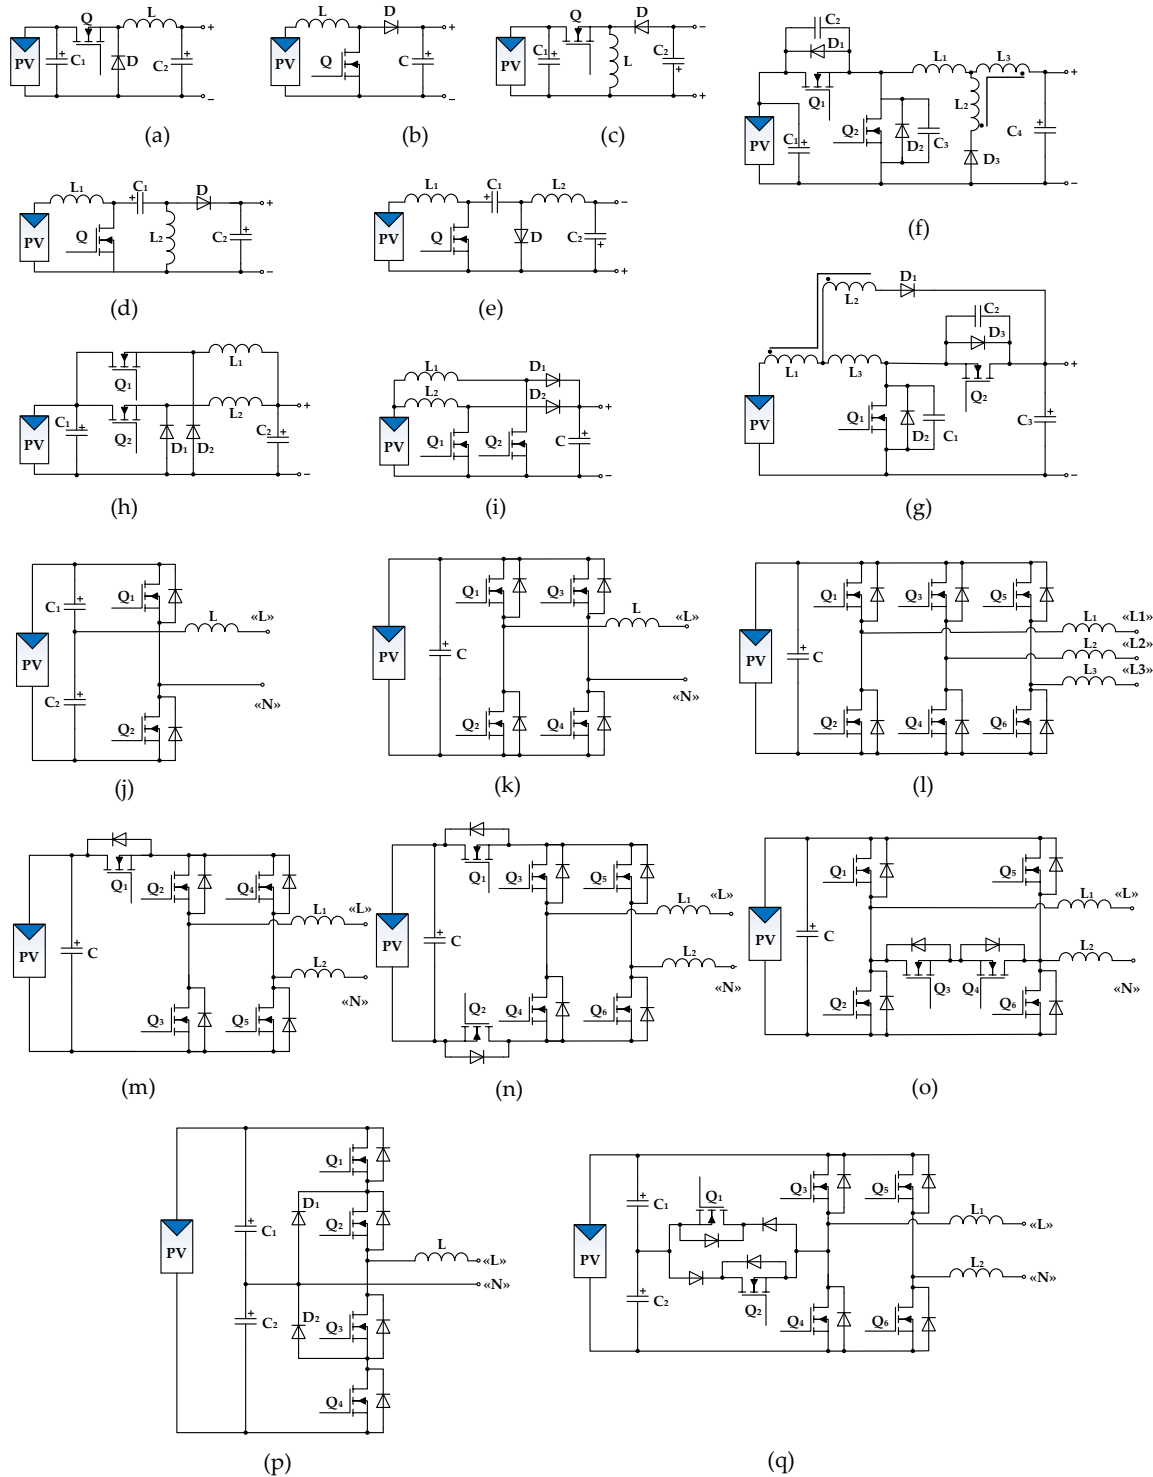 Q L + PV C₁ D C₂ −
(a)
L D + PV Q C −
(b)
Q D − PV C₁ L C₂ +
(c)
C₂ D₁ L₁ L₃ + Q₁ L₂ PV C₁ Q₂ D₂ C₃ D₃ C₄ −
(f)
L₁ C₁ D + PV Q L₂ C₂ −
(d)
L₁ C₁ L₂ − PV Q D C₂ +
(e)
D₁ L₂ C₂ D₃ + L₁ L₃ Q₂ PV Q₁ D₂ C₁ C₃ −
(g)
L₁ Q₁ + L₂ PV C₁ Q₂ D₁ D₂ C₂ −
(h)
L₁ D₁ L₂ D₂ + PV Q₁ Q₂ C −
(i)
Q₁ C₁ L «L» PV C₂ «N» Q₂
(j)
Q₁ Q₃ L «L» PV C Q₂ Q₄ «N»
(k)
Q₁ Q₃ Q₅ L₁ «L1» L₂ «L2» L₃ «L3» PV C Q₂ Q₄ Q₆
(l)
Q₁ Q₂ Q₄ L₁ «L» PV C L₂ «N» Q₃ Q₅
(m)
Q₁ Q₃ Q₅ L₁ «L» PV C L₂ «N» Q₂ Q₄ Q₆
(n)
Q₁ Q₅ L₁ «L» PV C L₂ Q₂ Q₃ Q₄ Q₆ «N»
(o)
Q₁ D₁ Q₂ C₁ L «L» PV «N» C₂ D₂ Q₃ Q₄
(p)
Q₁ Q₃ Q₅ C₁ L₁ «L» PV L₂ «N» C₂ Q₂ Q₄ Q₆
(q)